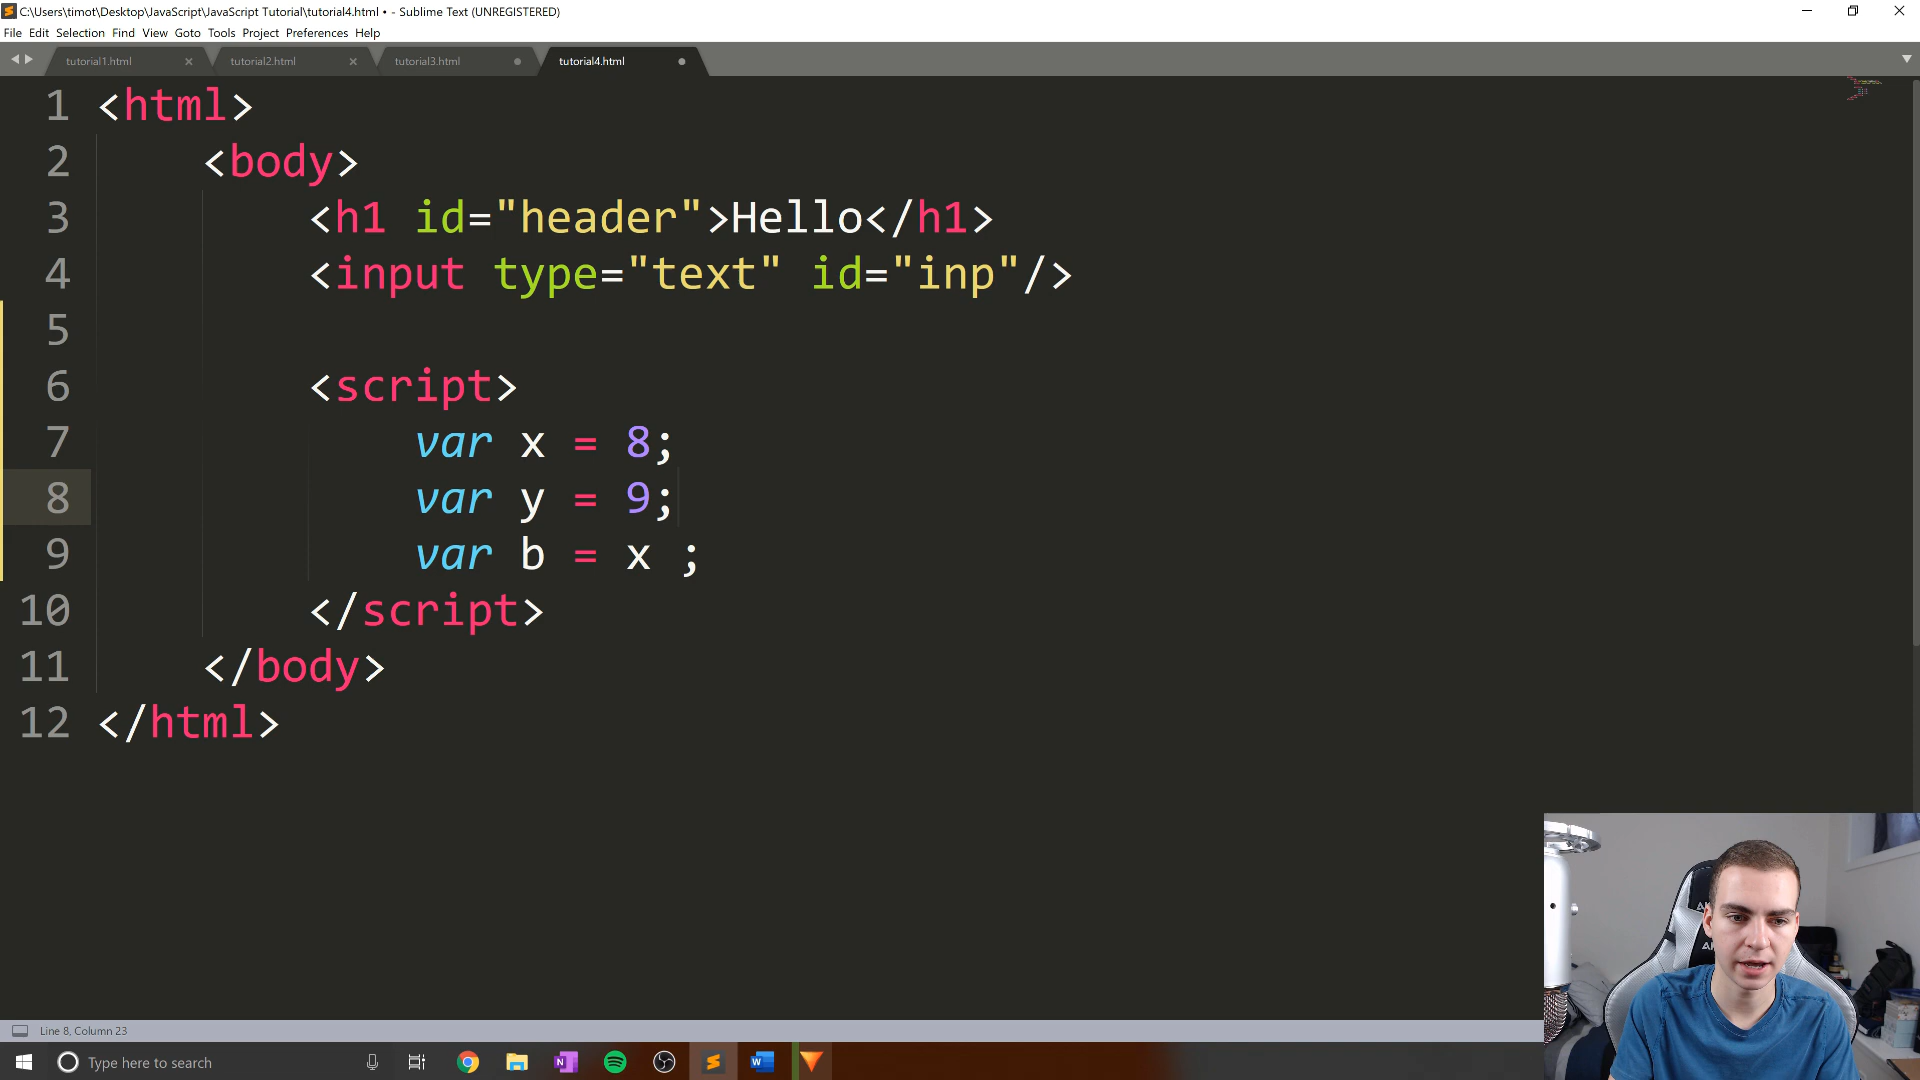 C:\Users\timot\Desktop\JavaScript\JavaScript Tutorial\tutorial4.html • - Sublime Text (UNREGISTERED)
File Edit Selection Find View Goto Tools Project Preferences Help
tutorial1.html tutorial2.html tutorial3.html tutorial4.html
1 <html>
2 <body>
3 <h1 id="header">Hello</h1>
4 <input type="text" id="inp"/>
5
6 <script>
7 var x = 8;
8 var y = 9;
9 var b = x ;
10 </script>
11 </body>
12 </html>
Line 8, Column 23
Type here to search